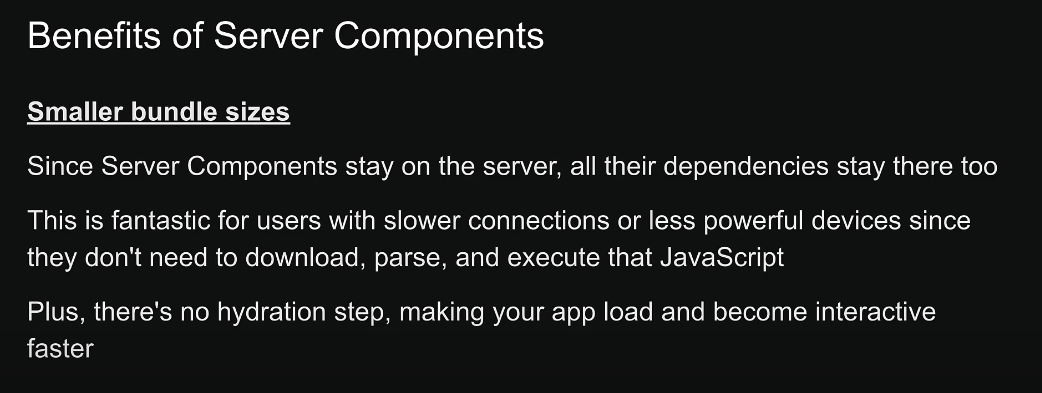 Benefits of Server Components
Smaller bundle sizes
Since Server Components stay on the server, all their dependencies stay there too
This is fantastic for users with slower connections or less powerful devices since
they don't need to download, parse, and execute that JavaScript
Plus, there's no hydration step, making your app load and become interactive
faster